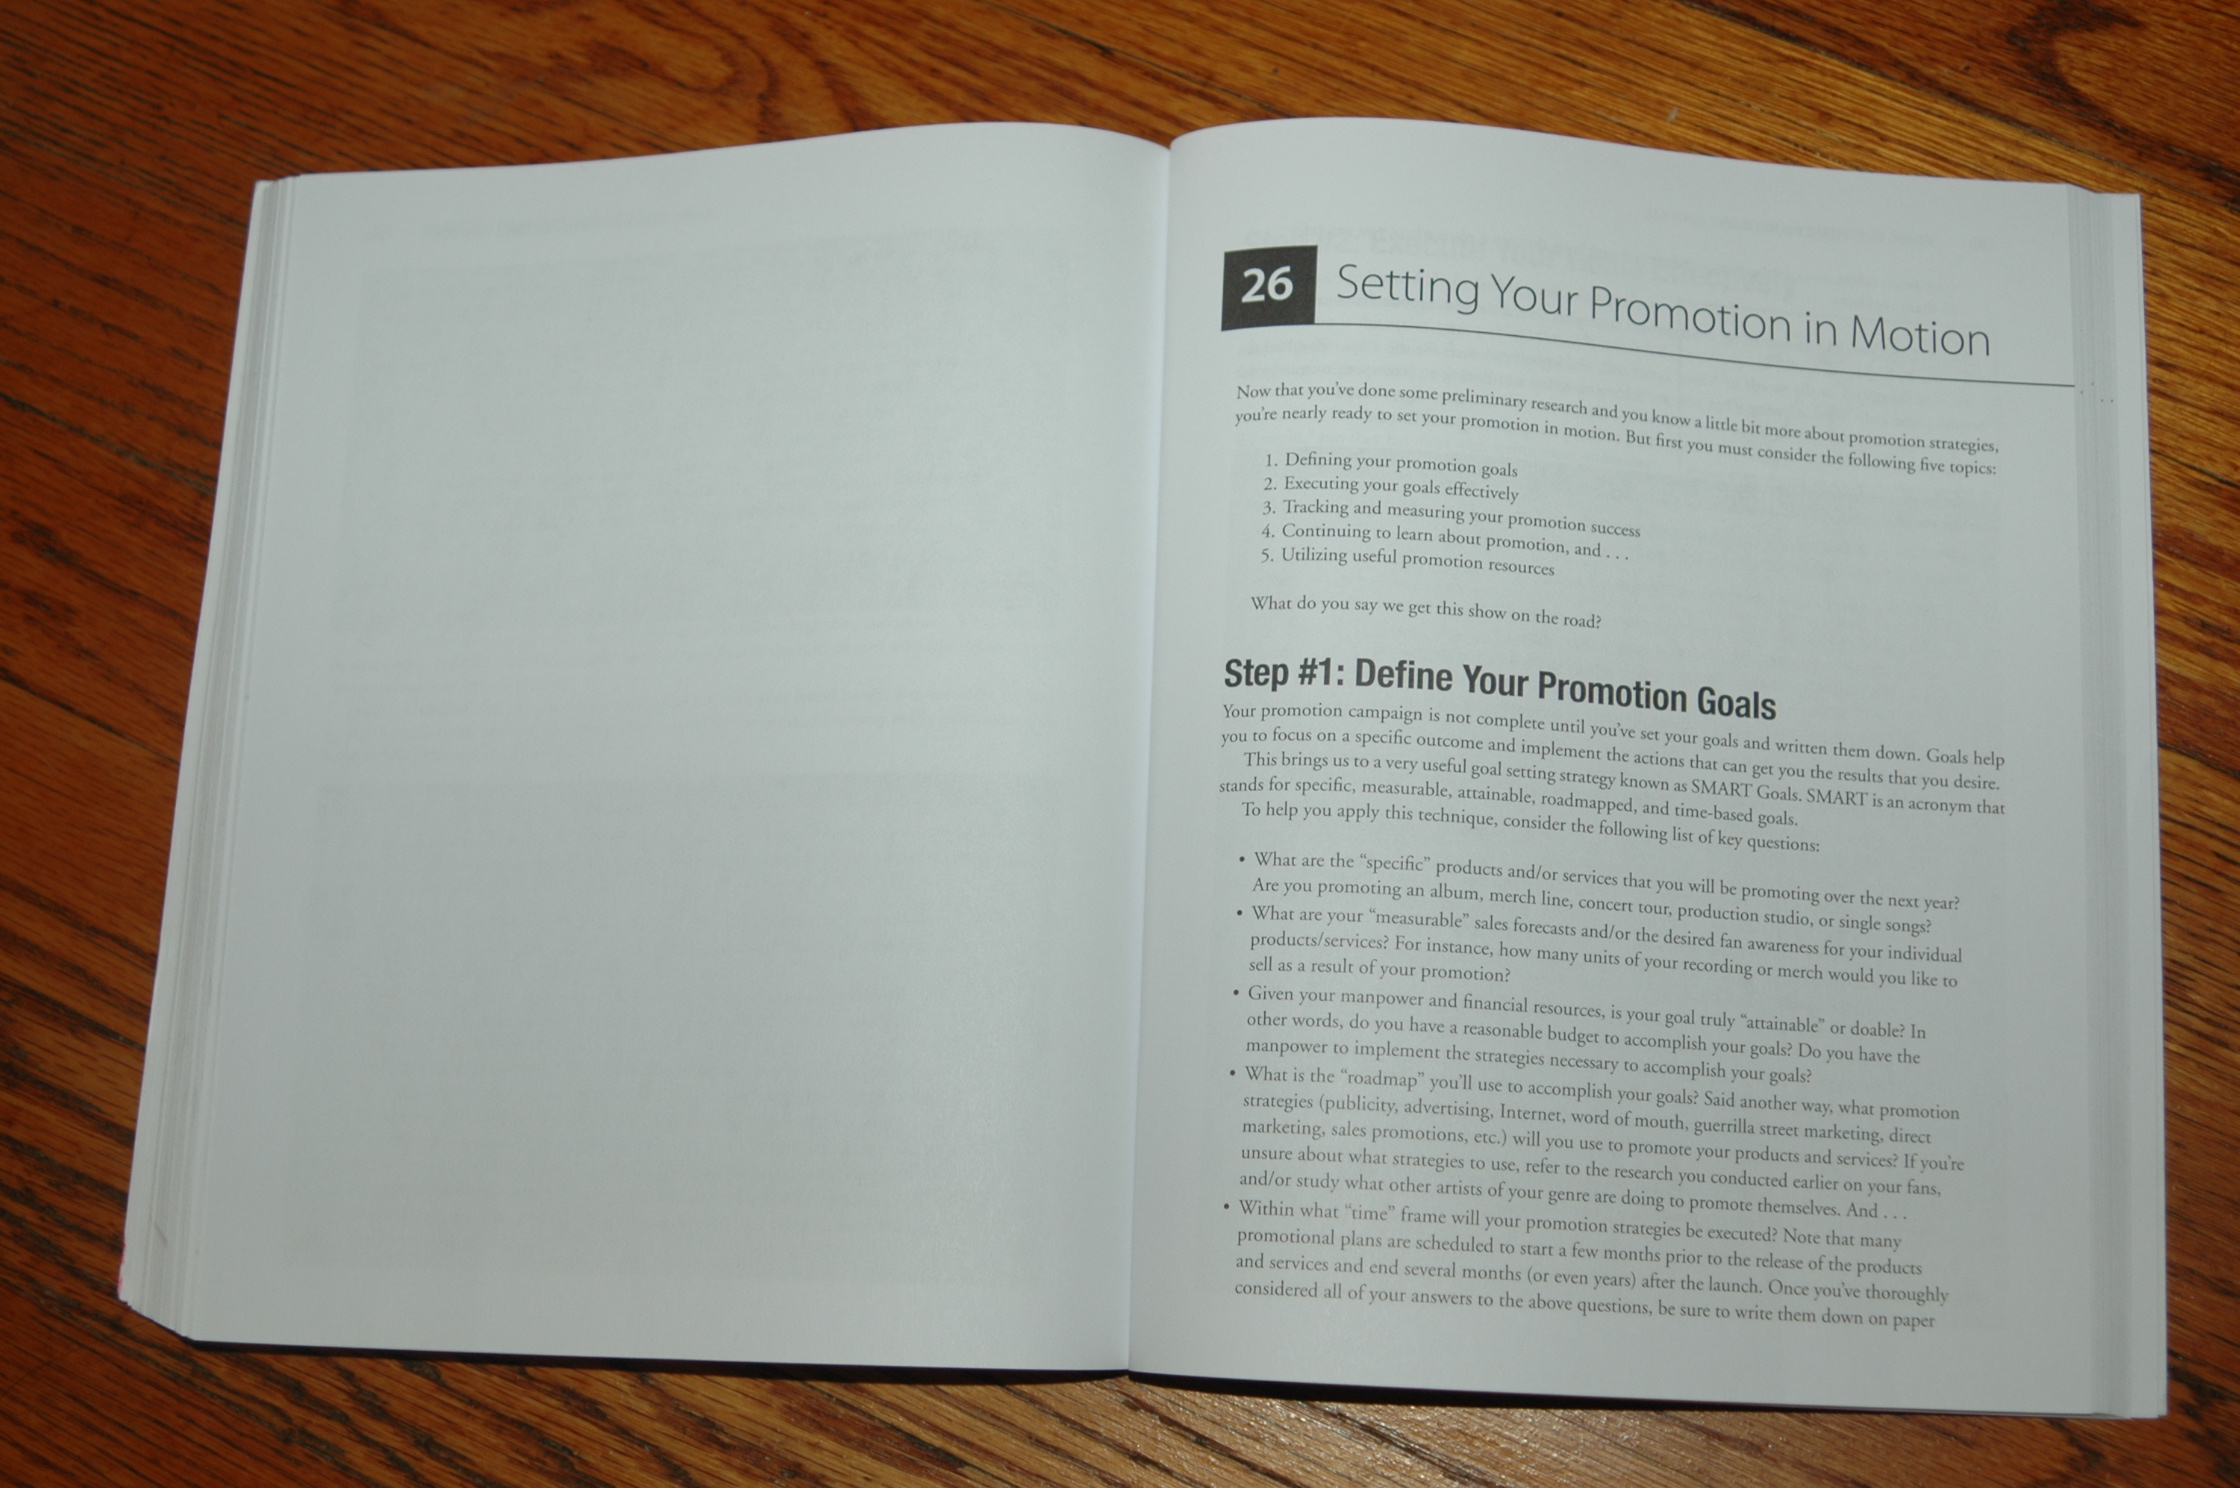 26 Setting Your Promotion in Motion
Now that you've done some preliminary research and you know a little bit more about promotion strategies,
you're nearly ready to set your promotion in motion. But first you must consider the following five topics:
1. Defining your promotion goals
2. Executing your goals effectively
3. Tracking and measuring your promotion success
4. Continuing to learn about promotion, and . . .
5. Utilizing useful promotion resources
What do you say we get this show on the road?
Step #1: Define Your Promotion Goals
Your promotion campaign is not complete until you've set your goals and written them down. Goals help
you to focus on a specific outcome and implement the actions that can get you the results that you desire.
This brings us to a very useful goal setting strategy known as SMART Goals. SMART is an acronym that
stands for specific, measurable, attainable, roadmapped, and time-based goals.
To help you apply this technique, consider the following list of key questions:
• What are the “specific” products and/or services that you will be promoting over the next year?
Are you promoting an album, merch line, concert tour, production studio, or single songs?
• What are your “measurable” sales forecasts and/or the desired fan awareness for your individual
products/services? For instance, how many units of your recording or merch would you like to
sell as a result of your promotion?
• Given your manpower and financial resources, is your goal truly “attainable” or doable? In
other words, do you have a reasonable budget to accomplish your goals? Do you have the
manpower to implement the strategies necessary to accomplish your goals?
• What is the “roadmap” you'll use to accomplish your goals? Said another way, what promotion
strategies (publicity, advertising, Internet, word of mouth, guerrilla street marketing, direct
marketing, sales promotions, etc.) will you use to promote your products and services? If you're
unsure about what strategies to use, refer to the research you conducted earlier on your fans,
and/or study what other artists of your genre are doing to promote themselves. And . . .
• Within what “time” frame will your promotion strategies be executed? Note that many
promotional plans are scheduled to start a few months prior to the release of the products
and services and end several months (or even years) after the launch. Once you've thoroughly
considered all of your answers to the above questions, be sure to write them down on paper